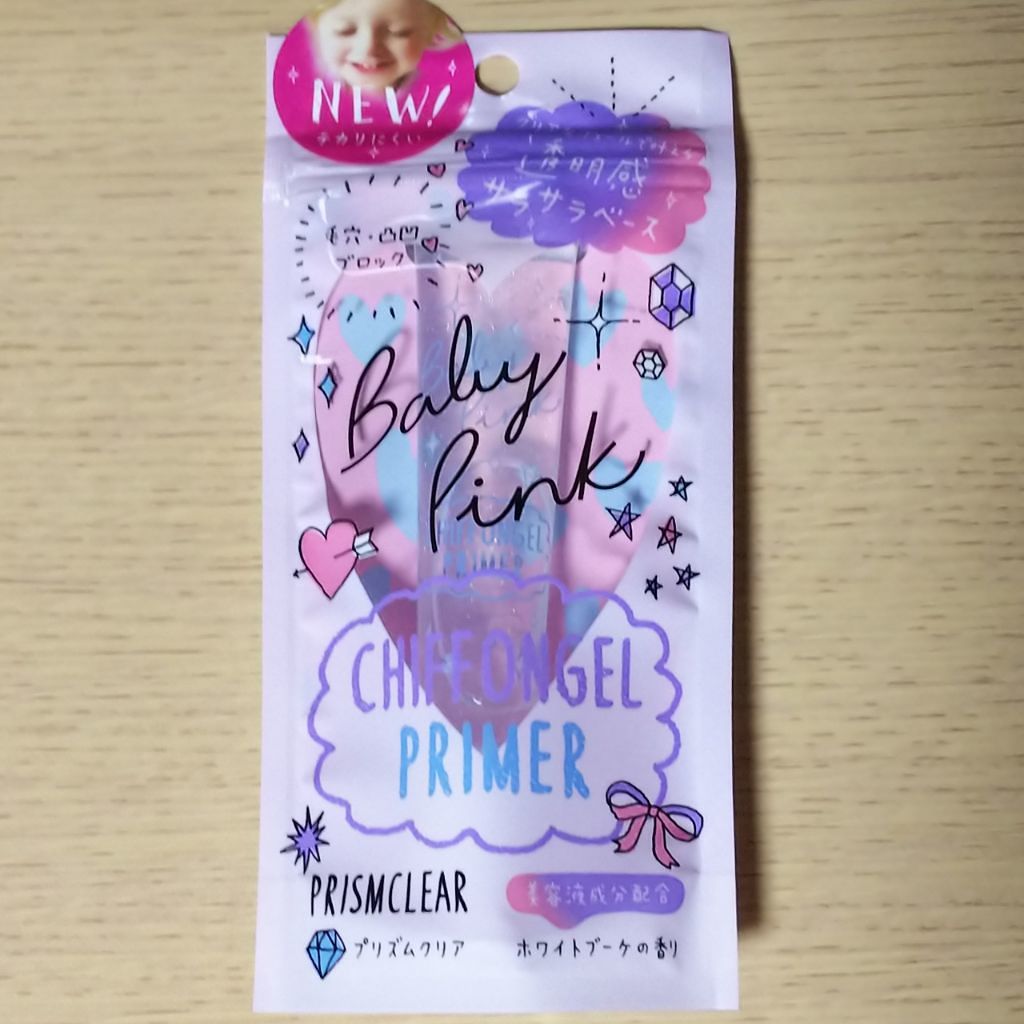 NEW!
テカリにくい
透明感
サラサラベース
毛穴・凸凹
ブロック
Baby
Pink
CHIFFONGEL
PRIMER
CHIFFONGEL
PRIMER
PRISMCLEAR
美容液成分配合
プリズムクリア
ホワイトブーケの香り